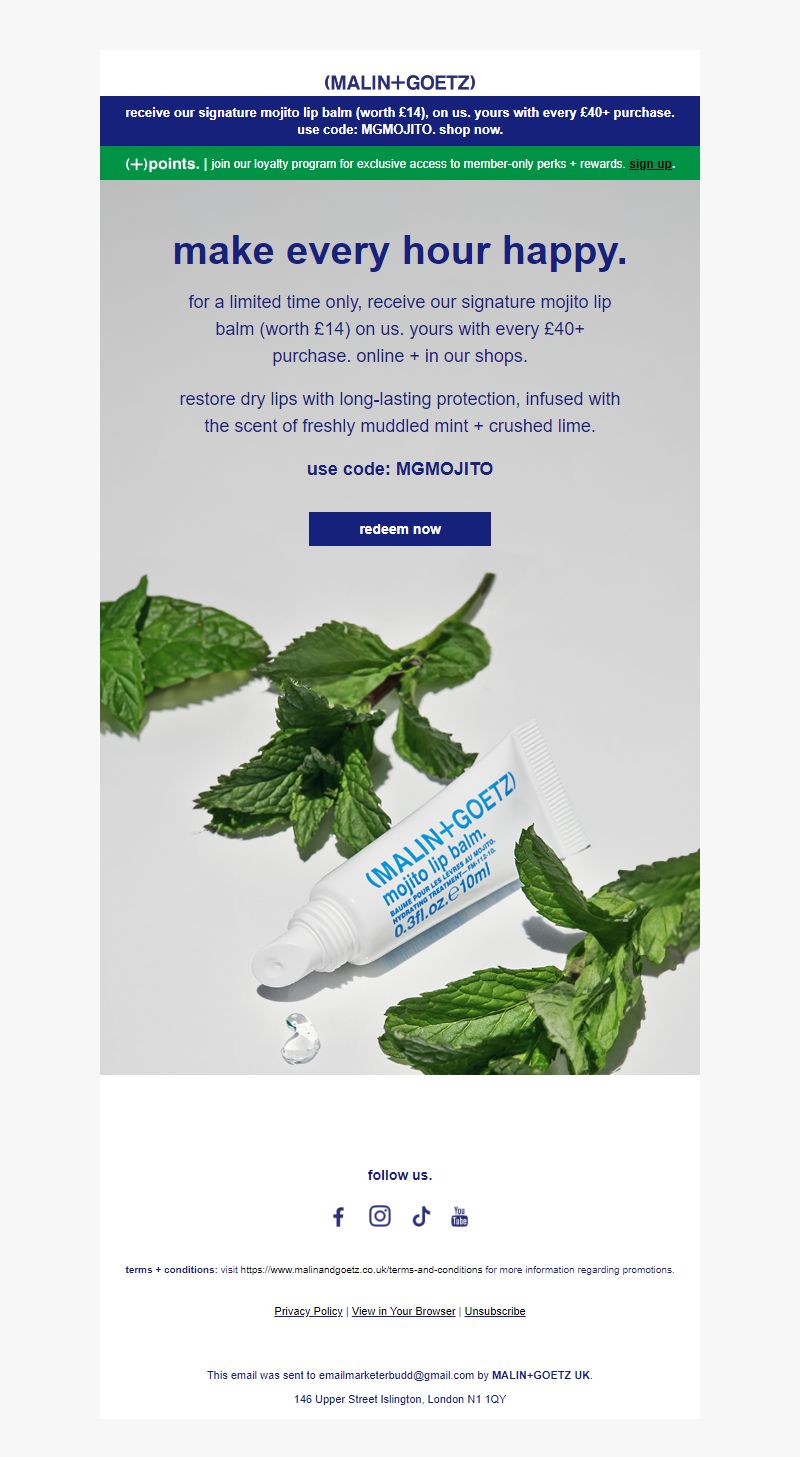 (MALIN+GOETZ)
receive our signature mojito lip balm (worth £14), on us. yours with every £40+ purchase.
use code: MGMOJITO. shop now.
(+)points. | join our loyalty program for exclusive access to member-only perks + rewards. sign up.
make every hour happy.
for a limited time only, receive our signature mojito lip
balm (worth £14) on us. yours with every £40+
purchase. online + in our shops.
restore dry lips with long-lasting protection, infused with
the scent of freshly muddled mint + crushed lime.
use code: MGMOJITO
redeem now
(MALIN+GOETZ)
mojito lip balm.
BAUME POUR LES LÈVRES AU MOJITO.
HYDRATING TREATMENT—FM-112-10.
0.3fl.oz.℮10ml
follow us.
You
Tube
terms + conditions: visit https://www.malinandgoetz.co.uk/terms-and-conditions for more information regarding promotions.
Privacy Policy | View in Your Browser | Unsubscribe
This email was sent to emailmarketerbudd@gmail.com by MALIN+GOETZ UK.
146 Upper Street Islington, London N1 1QY